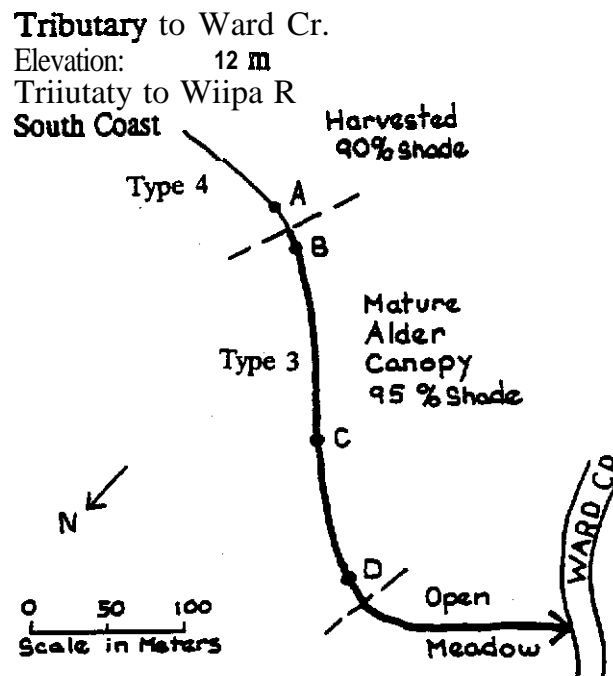 Tributary to Ward Cr.
Elevation: 12 m
Triiutaty to Wiipa R
South Coast
Harvested
90% Shade
Type 4
A
B
Mature
Alder
Canopy
95 % Shade
Type 3
C
WARD CR
N
D
Open
Meadow
0 50 100
Scale in Meters